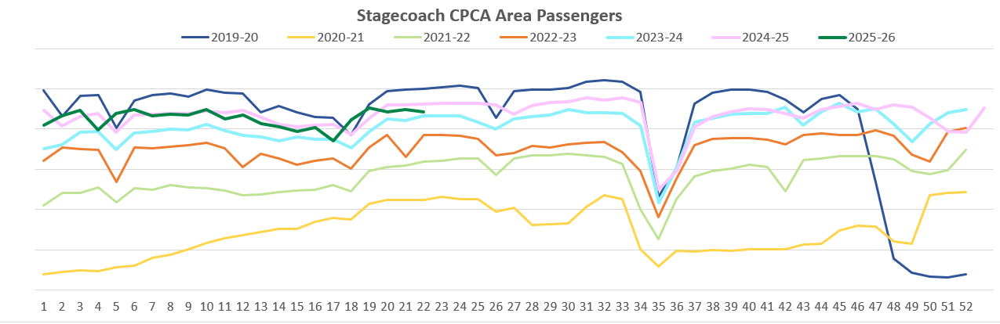 Stagecoach CPCA Area Passengers
2019-20 2020-21 2021-22 2022-23 2023-24 2024-25 2025-26
1 2 3 4 5 6 7 8 9 10 11 12 13 14 15 16 17 18 19 20 21 22 23 24 25 26 27 28 29 30 31 32 33 34 35 36 37 38 39 40 41 42 43 44 45 46 47 48 49 50 51 52